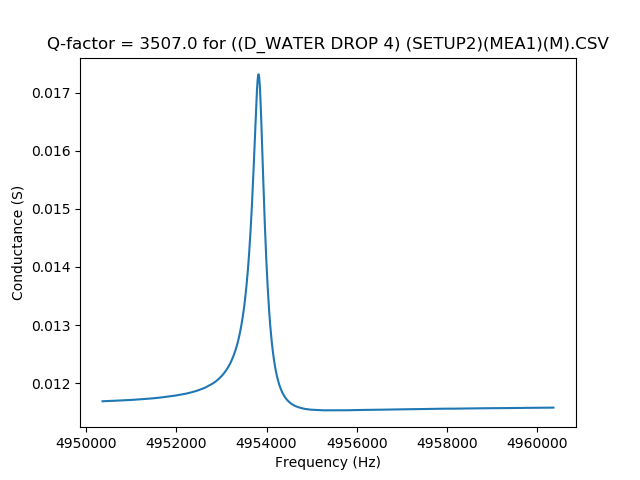 Q-factor = 3507.0 for ((D_WATER DROP 4) (SETUP2)(MEA1)(M).CSV
0.017
0.016
0.015
0.014
0.013
0.012
Conductance (S)
4950000 4952000 4954000 4956000 4958000 4960000
Frequency (Hz)